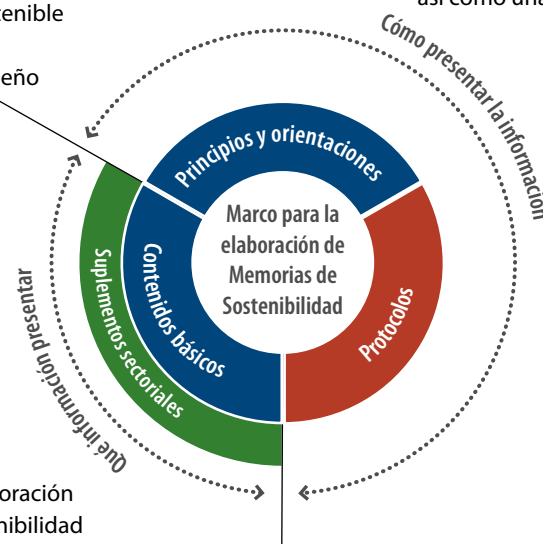 tenible
así como una
eño
Cómo presentar la información
Principios y orientaciones
Marco para la
elaboración de
Memorias de
Sostenibilidad
Contenidos básicos
Suplementos sectoriales
Protocolos
Qué información presentar
oración
nibilidad